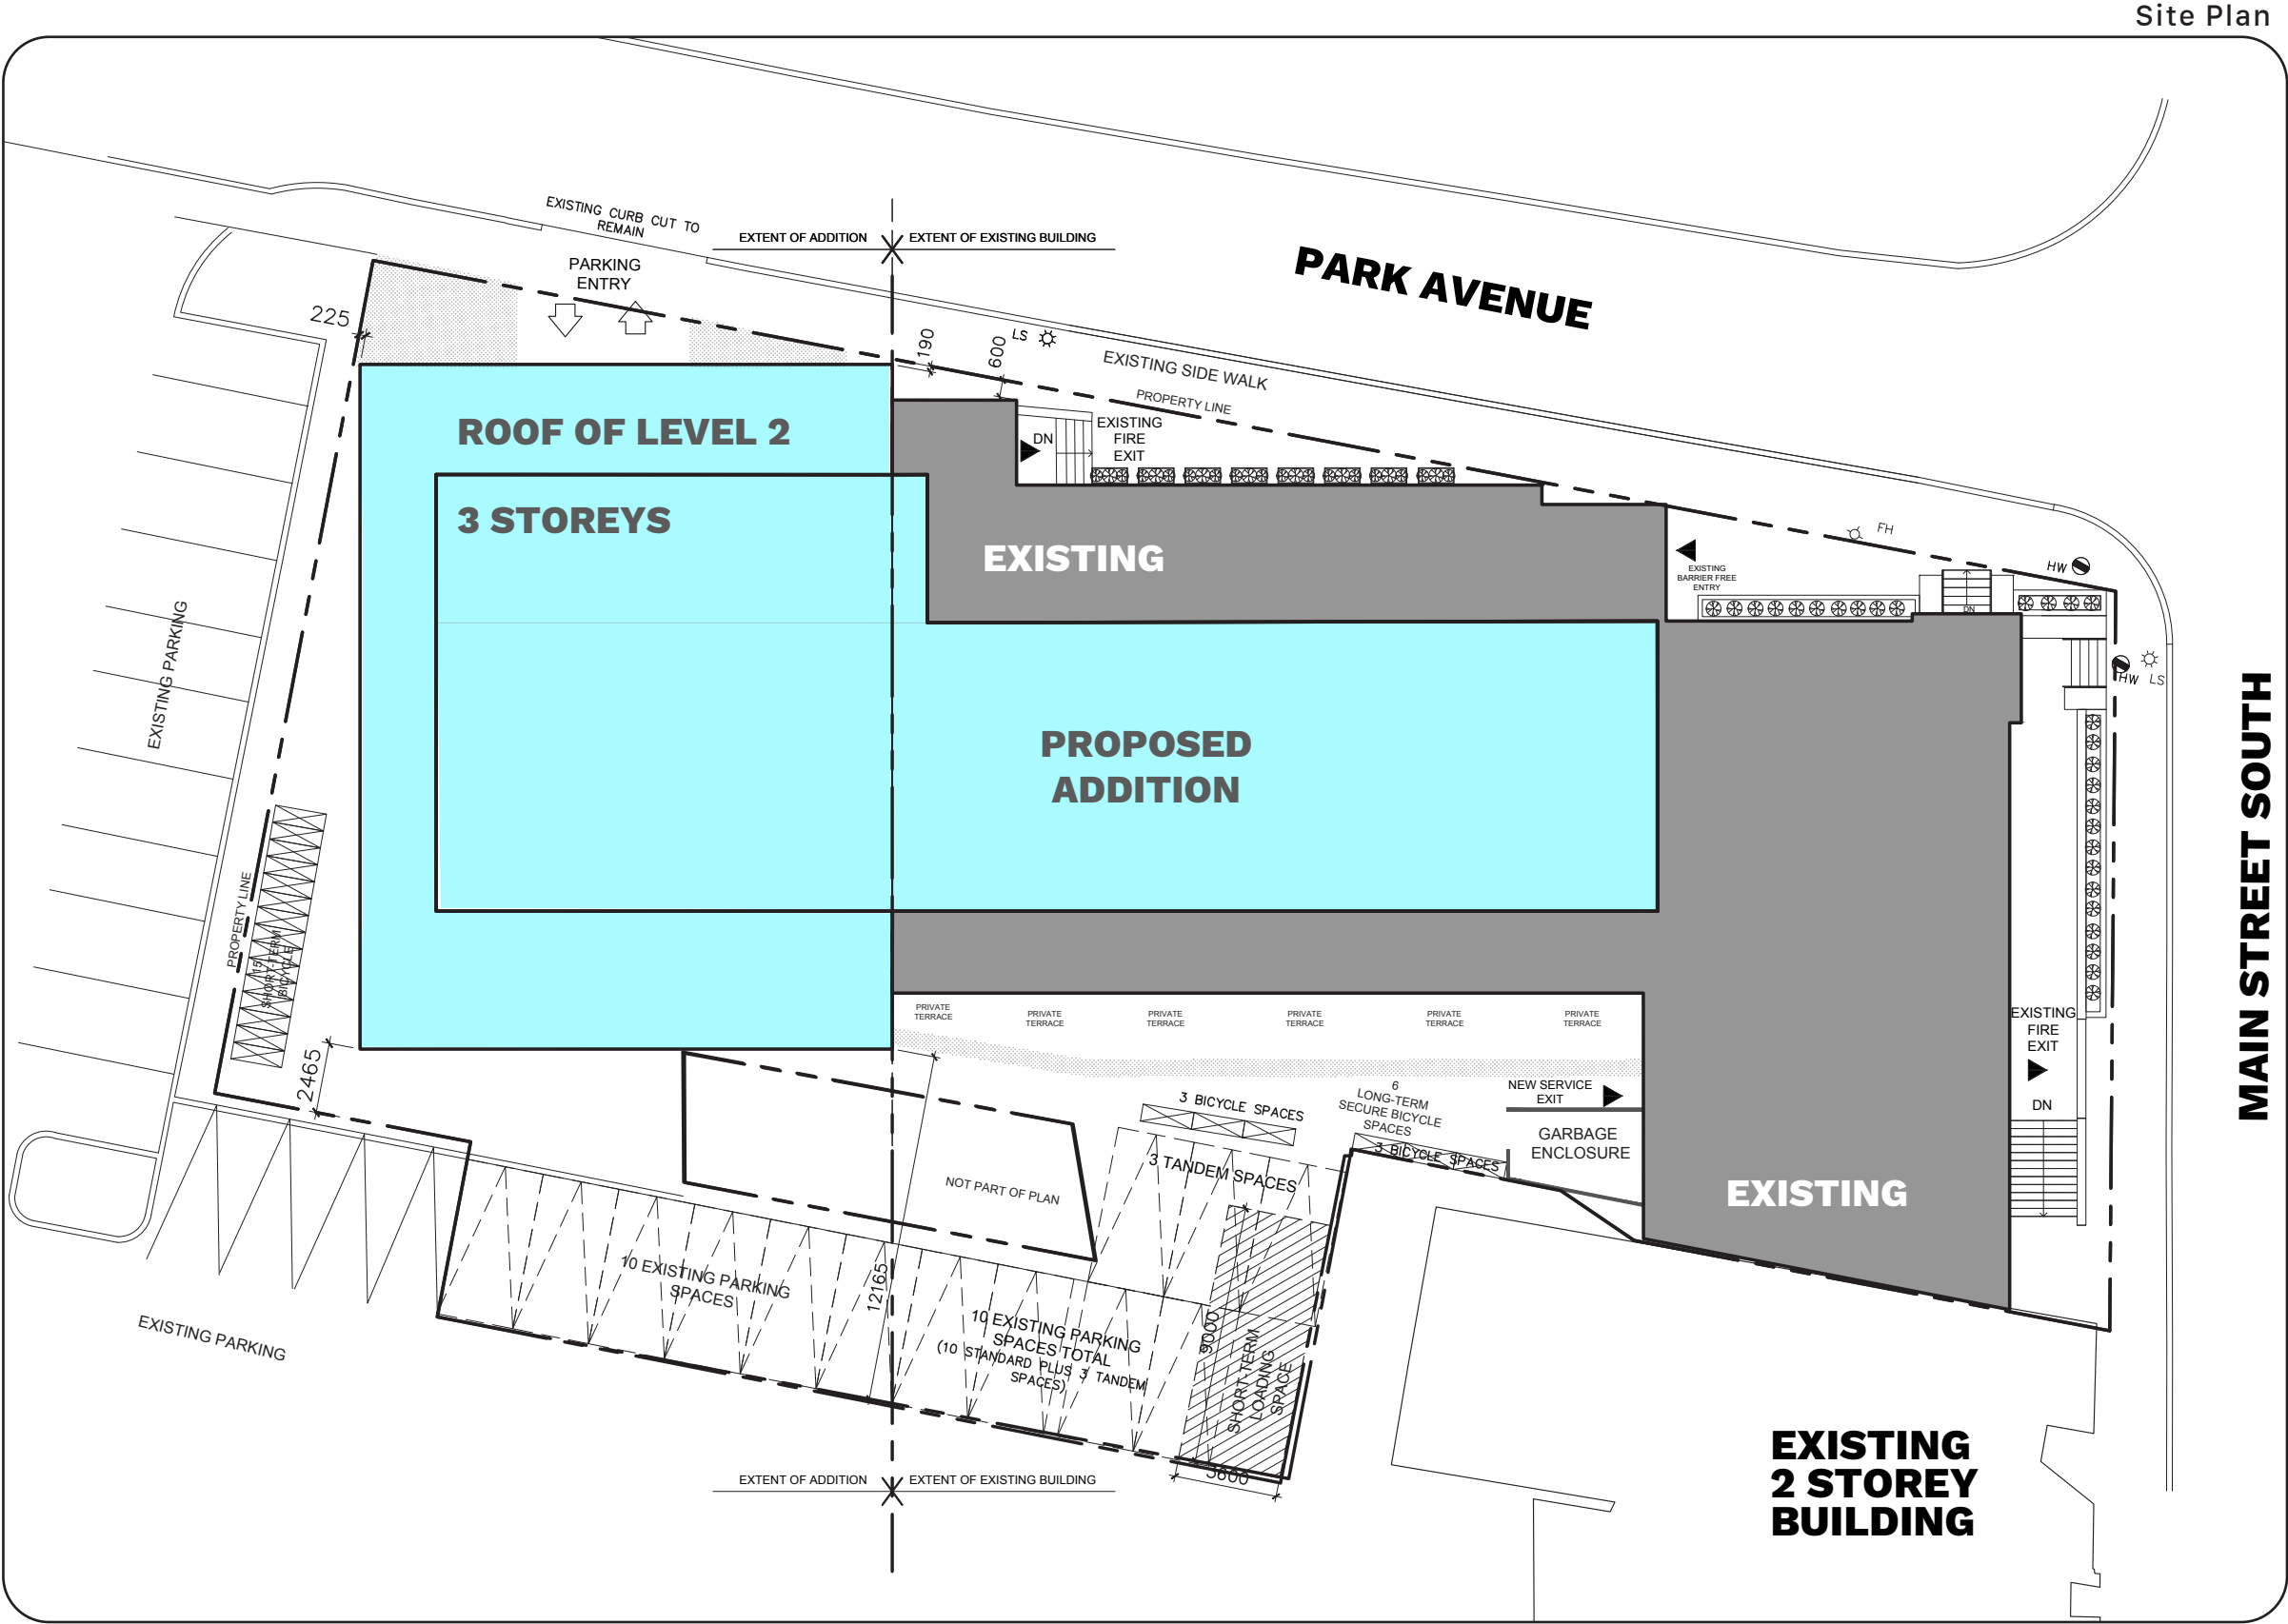 Site Plan
EXISTING CURB CUT TO
REMAIN
EXTENT OF ADDITION
EXTENT OF EXISTING BUILDING
PARKING
ENTRY
PARK AVENUE
225
190
600
LS
EXISTING SIDE WALK
PROPERTY LINE
ROOF OF LEVEL 2
DN
EXISTING
FIRE
EXIT
3 STOREYS
EXISTING
FH
HW
EXISTING
BARRIER FREE
ENTRY
DN
HW
LS
EXISTING PARKING
PROPOSED
ADDITION
MAIN STREET SOUTH
PROPERTY LINE
15
SHORT-TERM
BICYCLE
2465
PRIVATE
TERRACE
PRIVATE
TERRACE
PRIVATE
TERRACE
PRIVATE
TERRACE
PRIVATE
TERRACE
PRIVATE
TERRACE
EXISTING
FIRE
EXIT
DN
3 BICYCLE SPACES
6
LONG-TERM
SECURE BICYCLE
SPACES
NEW SERVICE
EXIT
GARBAGE
ENCLOSURE
3 BICYCLE SPACES
3 TANDEM SPACES
NOT PART OF PLAN
EXISTING
10 EXISTING PARKING
SPACES
12165
10 EXISTING PARKING
SPACES TOTAL
(10 STANDARD PLUS 3 TANDEM
SPACES)
9000
SHORT-TERM
LOADING
SPACE
3600
EXISTING PARKING
EXTENT OF ADDITION
EXTENT OF EXISTING BUILDING
EXISTING
2 STOREY
BUILDING